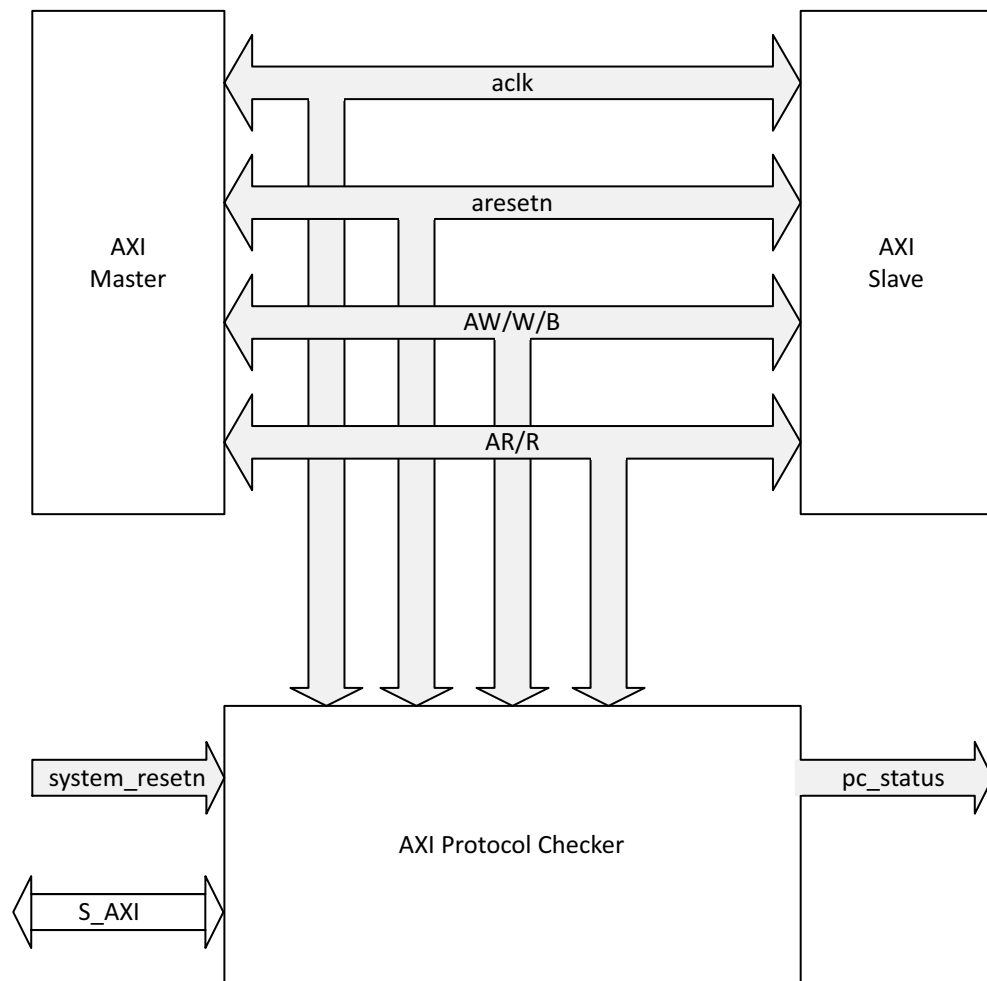 aclk
aresetn
AXI
Master
AXI
Slave
AW/W/B
AR/R
system_resetn
pc_status
AXI Protocol Checker
S_AXI